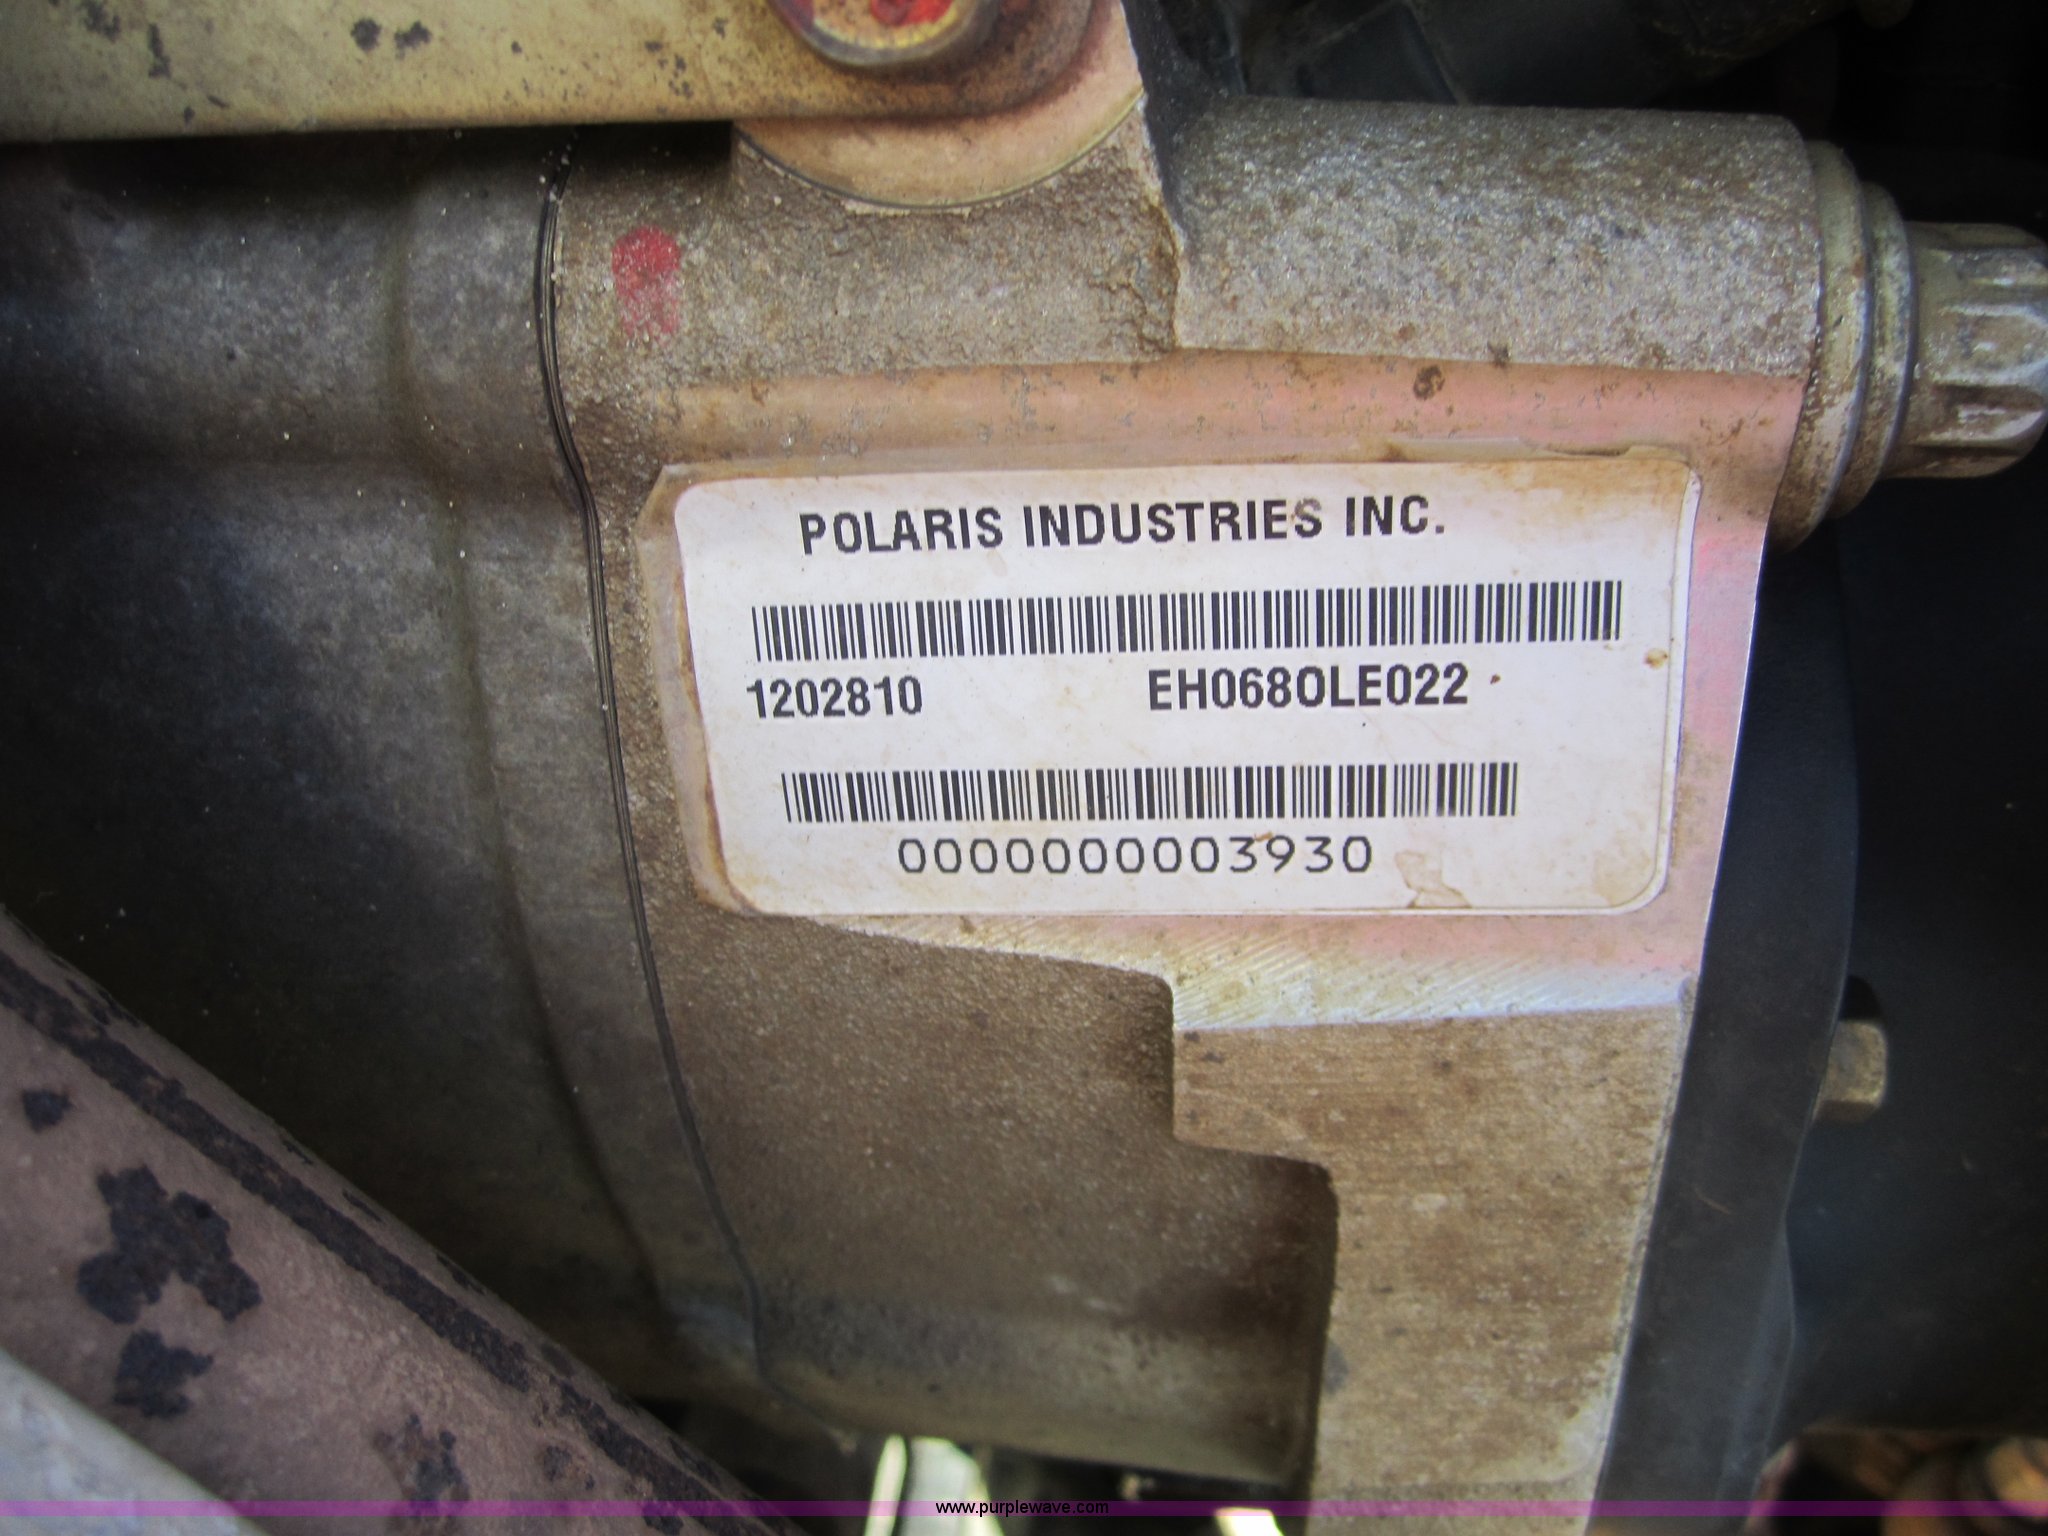 POLARIS INDUSTRIES INC.
1202810 EH068OLE022
0000000003930
www.purplewave.com